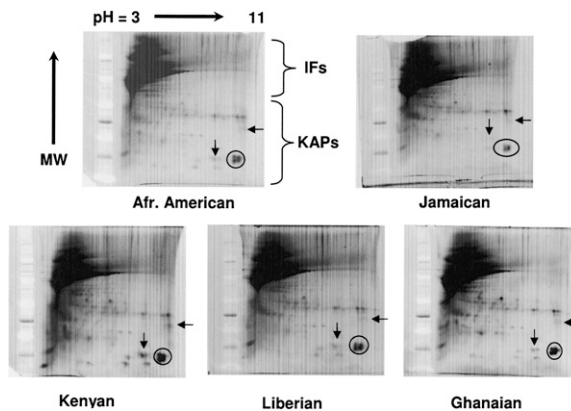 pH = 3 11
IFs
KAPs
MW
Afr. American
Jamaican
Kenyan
Liberian
Ghanaian